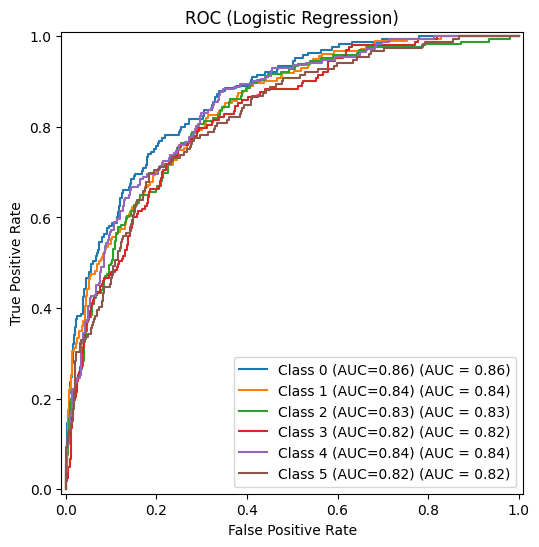 ROC (Logistic Regression)
1.0
0.8
0.6
0.4
0.2
0.0
True Positive Rate
Class 0 (AUC=0.86) (AUC = 0.86)
Class 1 (AUC=0.84) (AUC = 0.84)
Class 2 (AUC=0.83) (AUC = 0.83)
Class 3 (AUC=0.82) (AUC = 0.82)
Class 4 (AUC=0.84) (AUC = 0.84)
Class 5 (AUC=0.82) (AUC = 0.82)
0.0 0.2 0.4 0.6 0.8 1.0
False Positive Rate